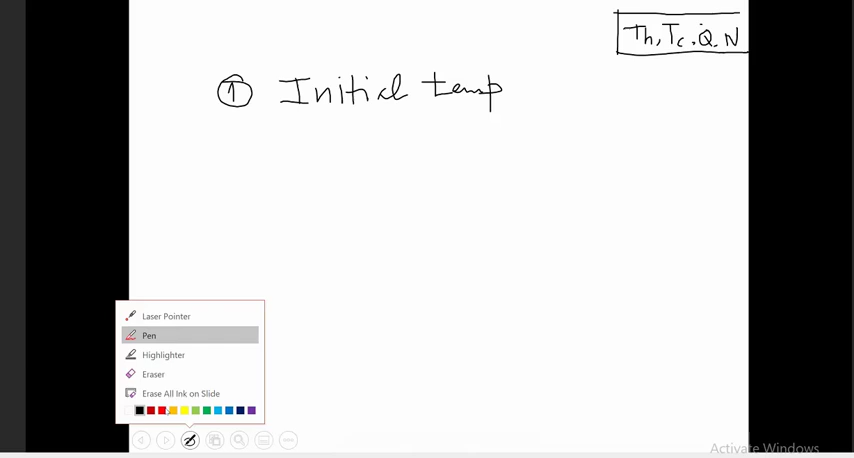 Th, Tc, Q̇, N
① Initial temp
Laser Pointer
Pen
Highlighter
Eraser
Erase All Ink on Slide
Activate Windows